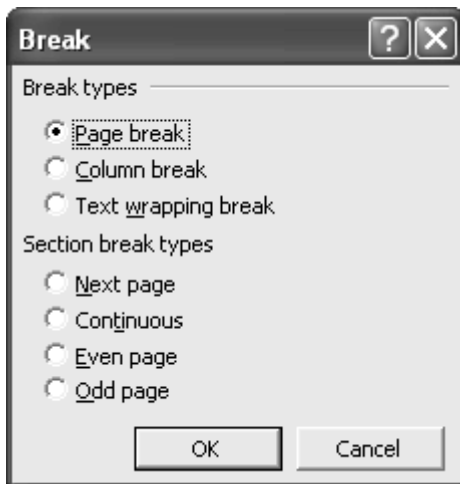 Break
Break types
Page break
Column break
Text wrapping break
Section break types
Next page
Continuous
Even page
Odd page
OK Cancel